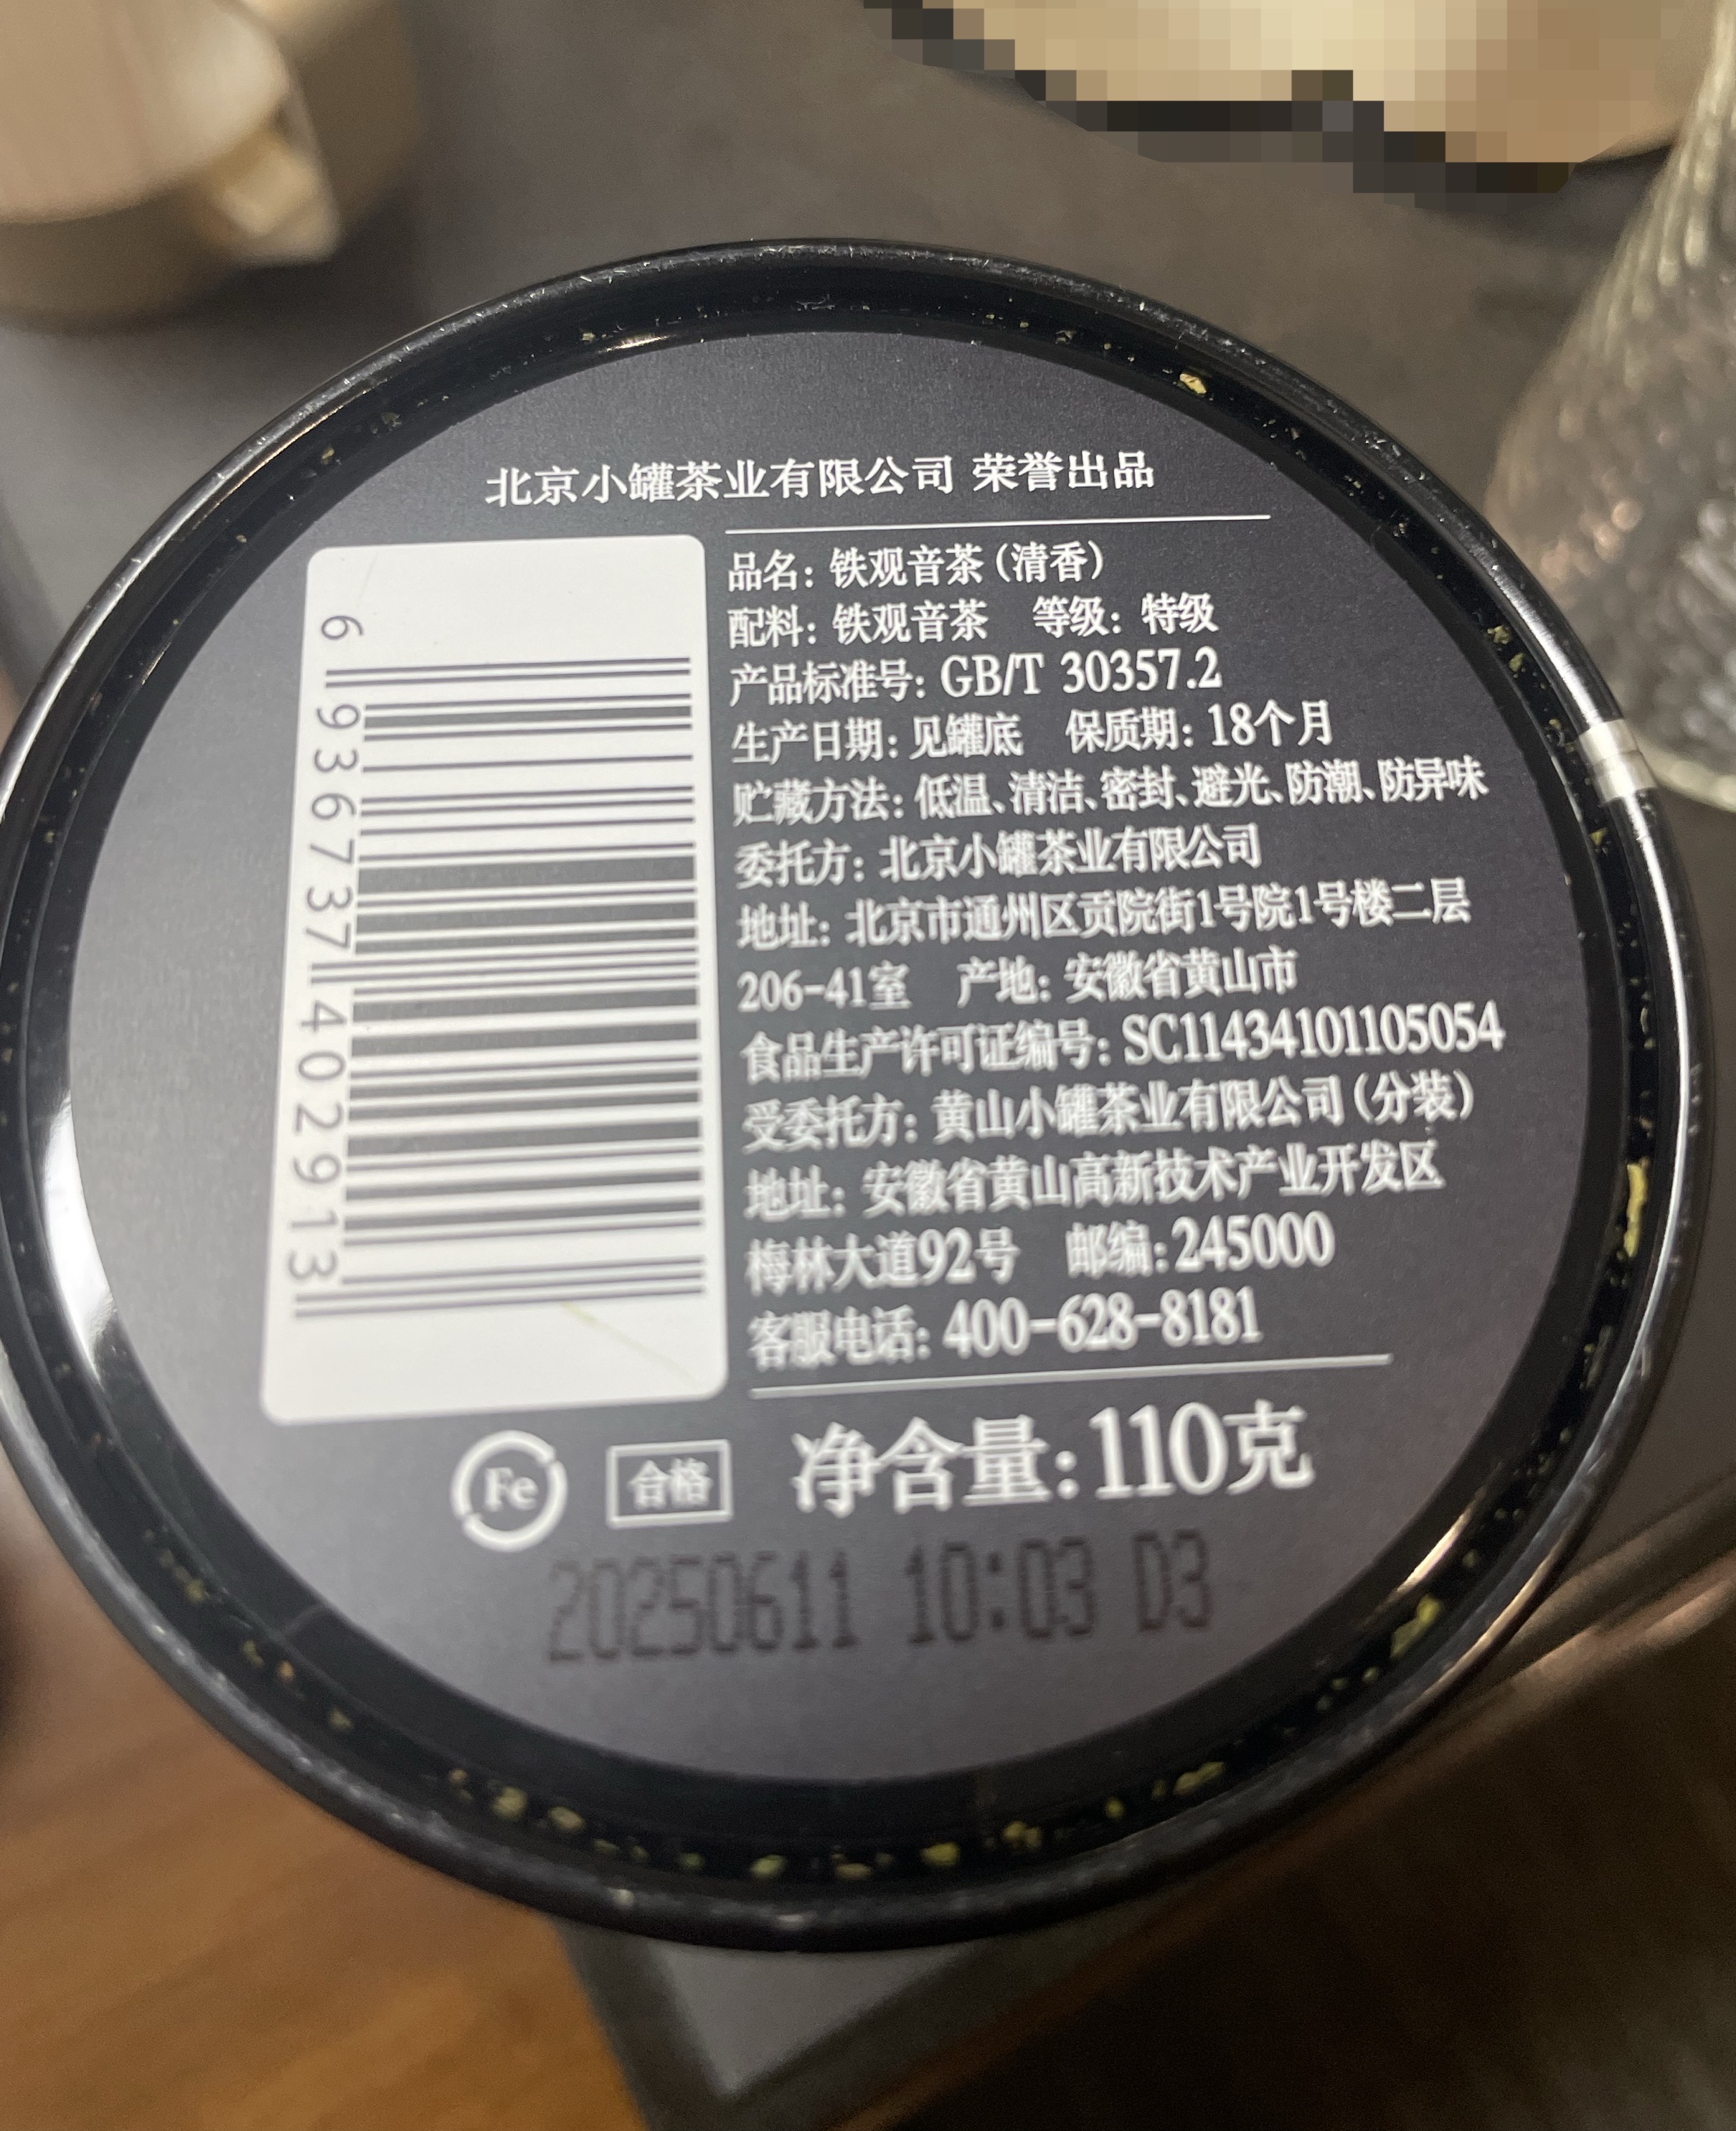 北京小罐茶业有限公司 荣誉出品
品名: 铁观音茶(清香)
配料: 铁观音茶 等级: 特级
产品标准号: GB/T 30357.2
生产日期: 见罐底 保质期: 18个月
贮藏方法: 低温、清洁、密封、避光、防潮、防异味
委托方: 北京小罐茶业有限公司
地址: 北京市通州区贡院街1号院1号楼二层
206-41室 产地: 安徽省黄山市
食品生产许可证编号: SC11434101105054
受委托方: 黄山小罐茶业有限公司(分装)
地址: 安徽省黄山高新技术产业开发区
梅林大道92号 邮编:245000
客服电话: 400-628-8181
6 936737 402913
Fe 合格 净含量:110克
20250611 10:03 D3